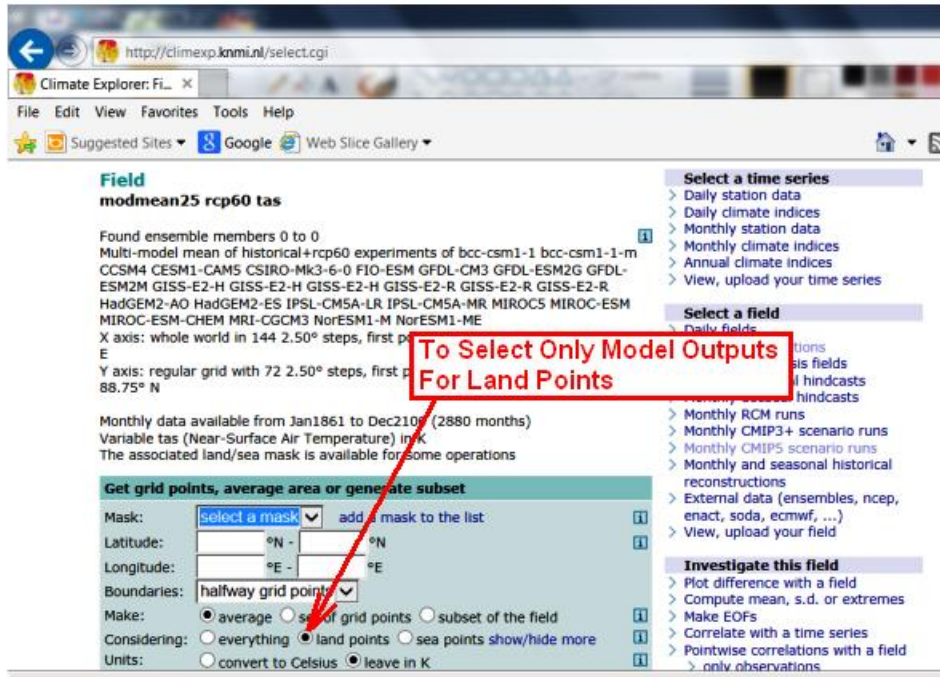 http://climexp.knmi.nl/select.cgi
Climate Explorer: Fi...
File Edit View Favorites Tools Help
Suggested Sites Google Web Slice Gallery
Field
modmean25 rcp60 tas
Found ensemble members 0 to 0
Multi-model mean of historical+rcp60 experiments of bcc-csm1-1 bcc-csm1-1-m
CCSM4 CESM1-CAM5 CSIRO-Mk3-6-0 FIO-ESM GFDL-CM3 GFDL-ESM2G GFDL-
ESM2M GISS-E2-H GISS-E2-H GISS-E2-H GISS-E2-R GISS-E2-R GISS-E2-R
HadGEM2-AO HadGEM2-ES IPSL-CM5A-LR IPSL-CM5A-MR MIROC5 MIROC-ESM
MIROC-ESM-CHEM MRI-CGCM3 NorESM1-M NorESM1-ME
X axis: whole world in 144 2.50° steps, first
E
Y axis: regular grid with 72 2.50° steps, first
88.75° N
Monthly data available from Jan1861 to (2880 months)
Variable tas (Near-Surface Air Temperature) in K
The associated land/sea mask is available for some operations
To Select Only Model Outputs
For Land Points
Get grid points, average area or generate subset
Mask: select a mask add a mask to the list
Latitude: °N - °N
Longitude: °E - °E
Boundaries: halfway grid points
Make: average set of grid points subset of the field
Considering: everything land points sea points show/hide more
Units: convert to Celsius leave in K
Select a time series
Daily station data
Daily climate indices
Monthly station data
Monthly climate indices
Annual climate indices
View, upload your time series
Select a field
Daily fields
sis fields
hindcasts
hindcasts
Monthly RCM runs
Monthly CMIP3+ scenario runs
Monthly CMIP5 scenario runs
Monthly and seasonal historical
reconstructions
External data (ensembles, ncep,
enact, soda, ecmwf, ...)
View, upload your field
Investigate this field
Plot difference with a field
Compute mean, s.d. or extremes
Make EOFs
Correlate with a time series
Pointwise correlations with a field
only observations